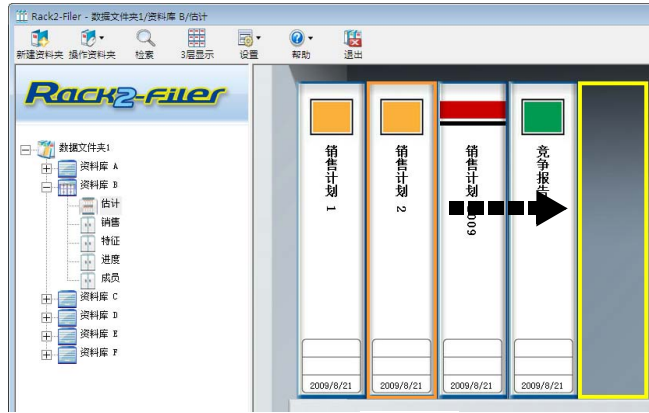 Rack2-Filer - 数据文件夹1/资料库 B/估计
新建资料夹 操作资料夹 检索 3层显示 设置 帮助 退出
Rack2-Filer
数据文件夹1
资料库 A
资料库 B
估计
销售
特征
进度
成员
资料库 C
资料库 D
资料库 E
资料库 F
销售计划 1
销售计划 2
销售计划 2009
竞争报告
2009/8/21
2009/8/21
2009/8/21
2009/8/21